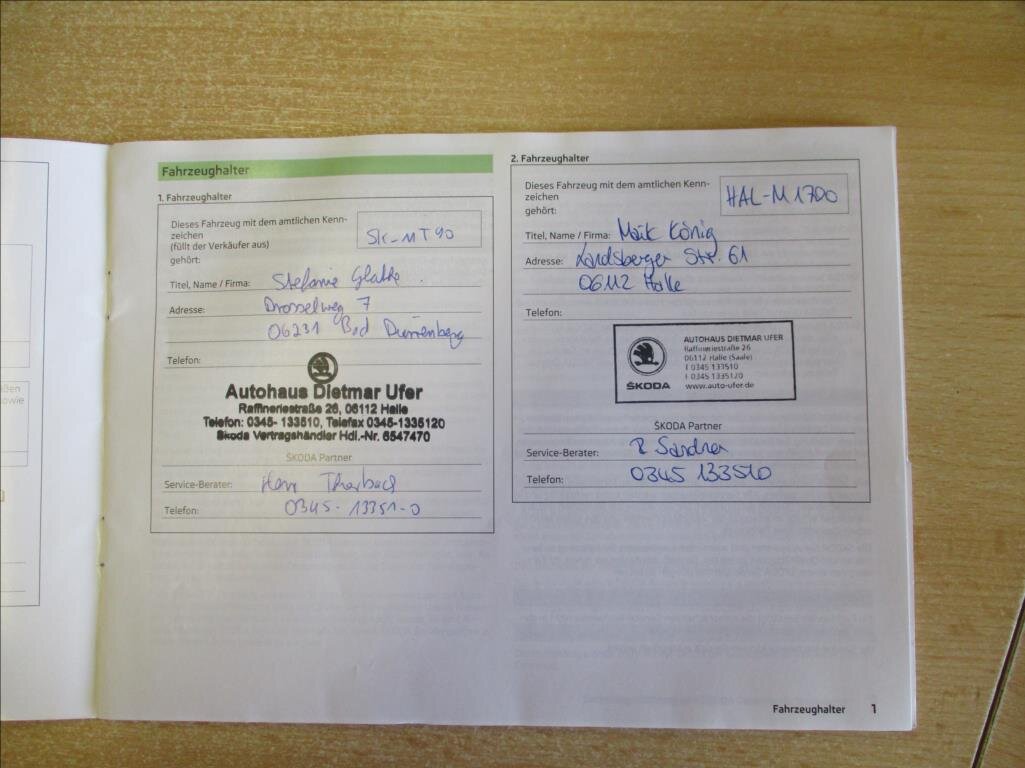 Fahrzeughalter
1. Fahrzeughalter
Dieses Fahrzeug mit dem amtlichen Kenn-
zeichen
(füllt der Verkäufer aus)
gehört:
SK-MT90
Titel, Name / Firma: Stefanie Glatke
Adresse: Drosselweg 7
06231 Bad Dürrenberg
Telefon:
Autohaus Dietmar Ufer
Raffineriestraße 26, 06112 Halle
Telefon: 0345- 133510, Telefax 0345-1335120
Skoda Vertragshändler Hdl.-Nr. 6547470
ŠKODA Partner
Service-Berater: Herr
Telefon: 0345-13351-0
2. Fahrzeughalter
Dieses Fahrzeug mit dem amtlichen Kenn-
zeichen
gehört:
HAL-M1700
Titel, Name / Firma: Maik König
Adresse: Landsberger Str. 61
06112 Halle
Telefon:
ŠKODA
AUTOHAUS DIETMAR UFER
Raffineriestraße 26
06112 Halle (Saale)
T 0345 133510
F 0345 1335120
www.auto-ufer.de
ŠKODA Partner
Service-Berater: R Sandner
Telefon: 0345 133510
Fahrzeughalter 1